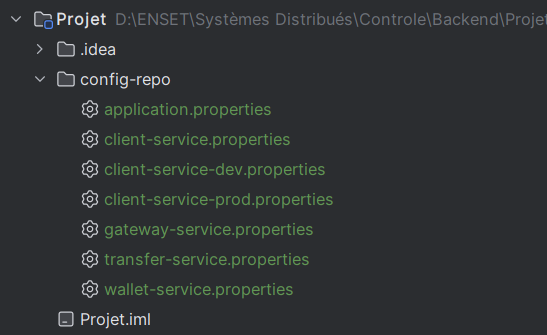 Projet D:\ENSET\Systèmes Distribués\Controle\Backend\Projet
.idea
config-repo
application.properties
client-service.properties
client-service-dev.properties
client-service-prod.properties
gateway-service.properties
transfer-service.properties
wallet-service.properties
Projet.iml